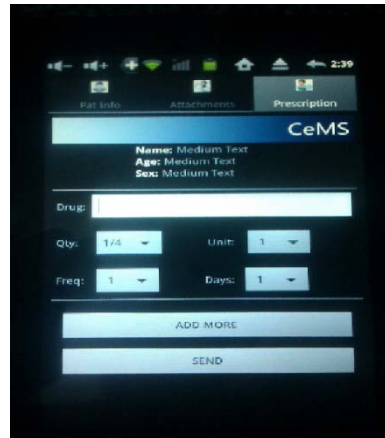 2:39
Pat Info Attachments Prescription
CeMS
Name: Medium Text
Age: Medium Text
Sex: Medium Text
Drug:
Qty: 1/4 Unit: 1
Freq: 1 Days: 1
ADD MORE
SEND